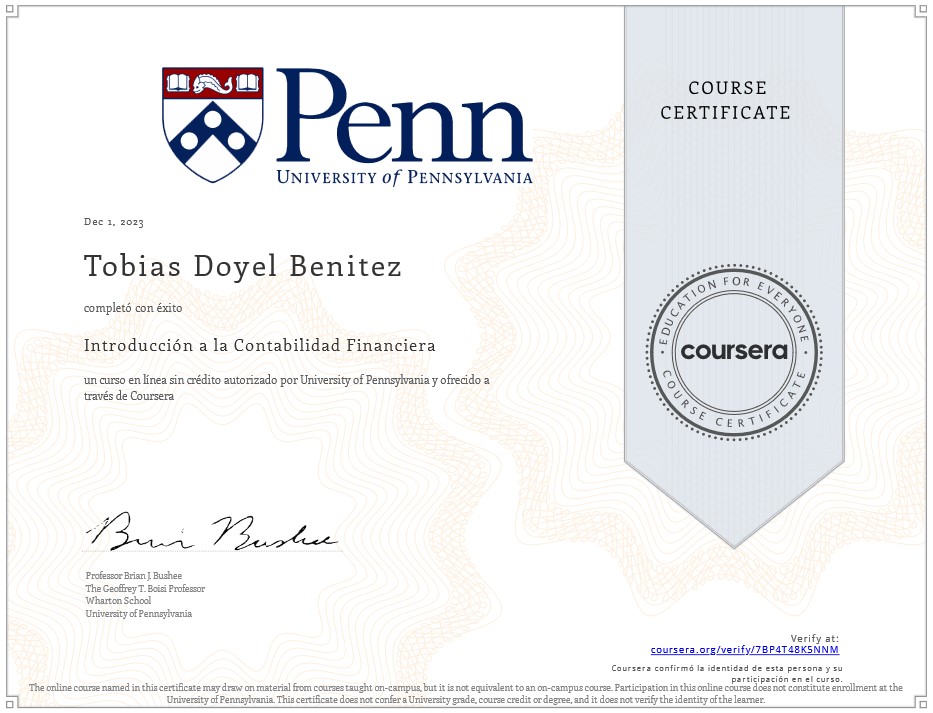 Penn
UNIVERSITY of PENNSYLVANIA
COURSE
CERTIFICATE
Dec 1, 2023
Tobias Doyel Benitez
completó con éxito
Introducción a la Contabilidad Financiera
un curso en línea sin crédito autorizado por University of Pennsylvania y ofrecido a
través de Coursera
EDUCATION FOR EVERYONE
coursera
COURSE CERTIFICATE
Brian Bushee
Professor Brian J. Bushee
The Geoffrey T. Boisi Professor
Wharton School
University of Pennsylvania
Verify at:
coursera.org/verify/7BP4T48K5NNM
Coursera confirmó la identidad de esta persona y su
participación en el curso.
The online course named in this certificate may draw on material from courses taught on-campus, but it is not equivalent to an on-campus course. Participation in this online course does not constitute enrollment at the
University of Pennsylvania. This certificate does not confer a University grade, course credit or degree, and it does not verify the identity of the learner.